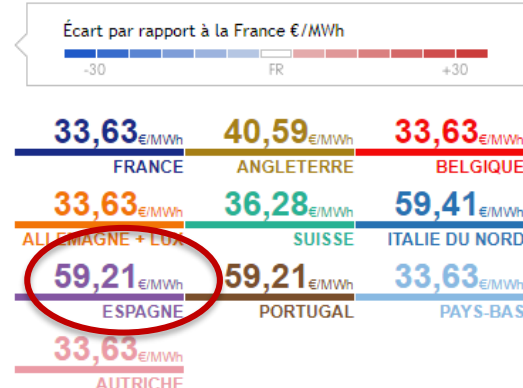 Écart par rapport à la France €/MWh
-30 FR +30
33,63€/MWh 40,59€/MWh 33,63€/MWh
FRANCE ANGLETERRE BELGIQUE
33,63€/MWh 36,28€/MWh 59,41€/MWh
ALLEMAGNE + LUX SUISSE ITALIE DU NORD
59,21€/MWh 59,21€/MWh 33,63€/MWh
ESPAGNE PORTUGAL PAYS-BAS
33,63€/MWh
AUTRICHE